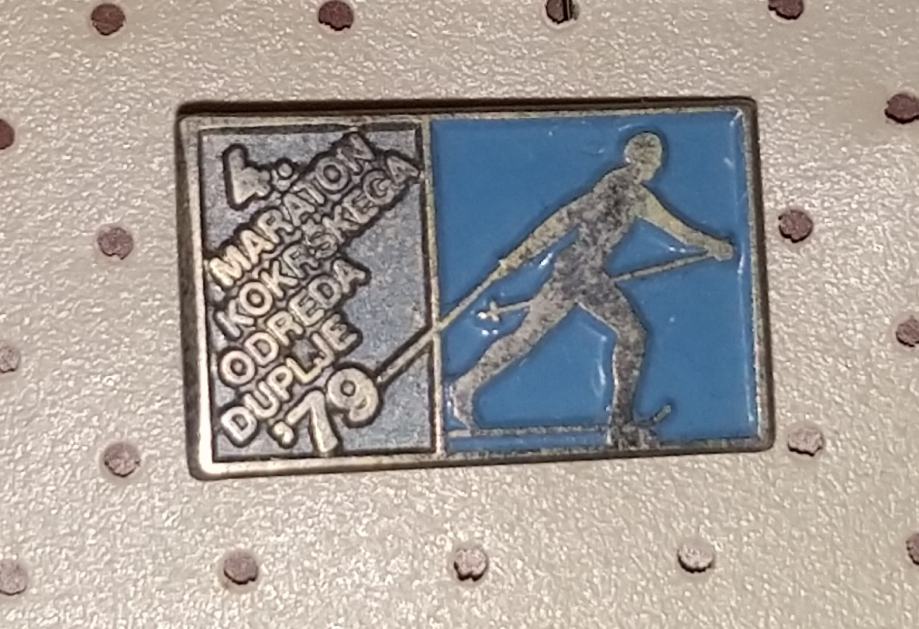 4.
MARATON
KOKRŠKEGA
ODREDA
DUPLJE
'79